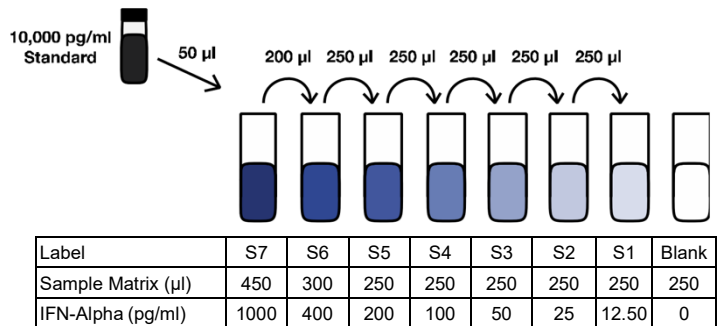 10,000 pg/ml
Standard
50 µl
200 µl 250 µl 250 µl 250 µl 250 µl 250 µl
Label S7 S6 S5 S4 S3 S2 S1 Blank
Sample Matrix (µl) 450 300 250 250 250 250 250 250
IFN-Alpha (pg/ml) 1000 400 200 100 50 25 12.50 0